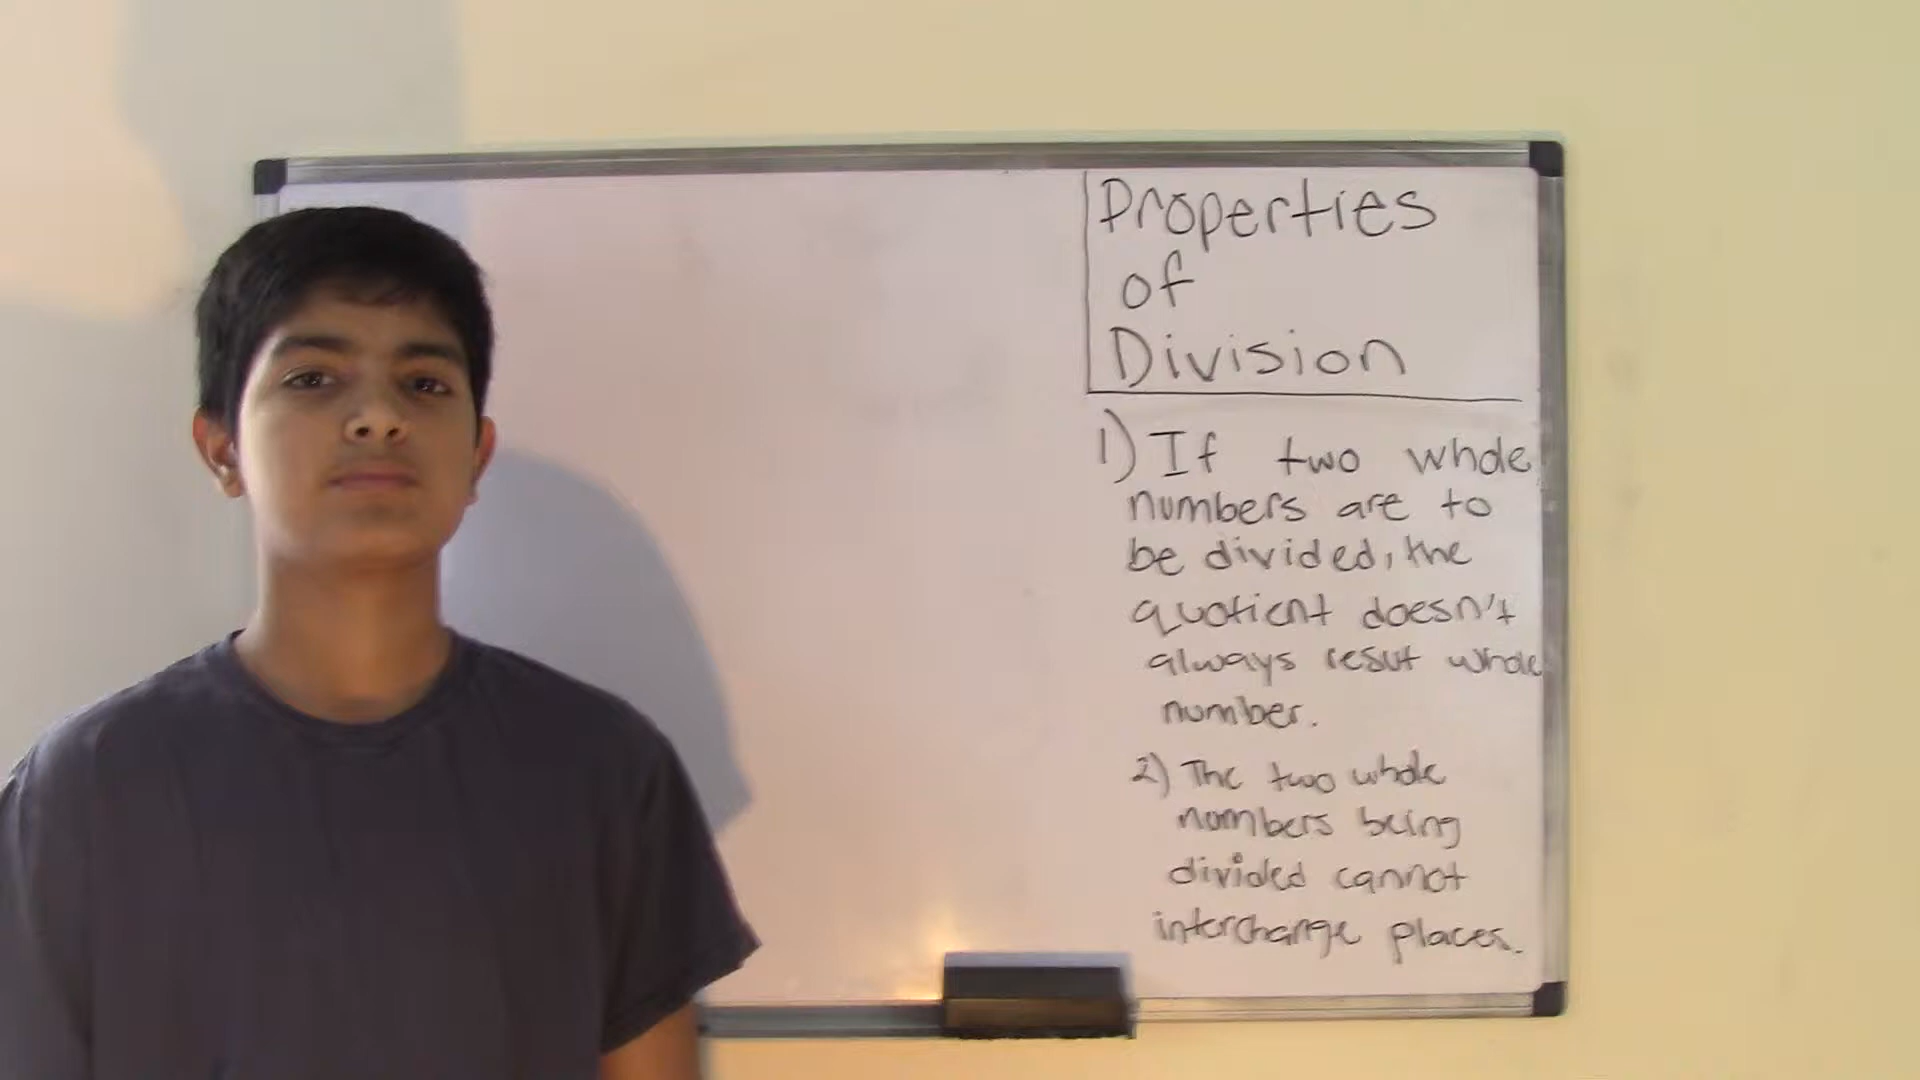 Properties
of
Division
1) If two whole
numbers are to
be divided, the
quotient doesn't
always resut whole
number.
2) The two whole
numbers being
divided cannot
interchange places.